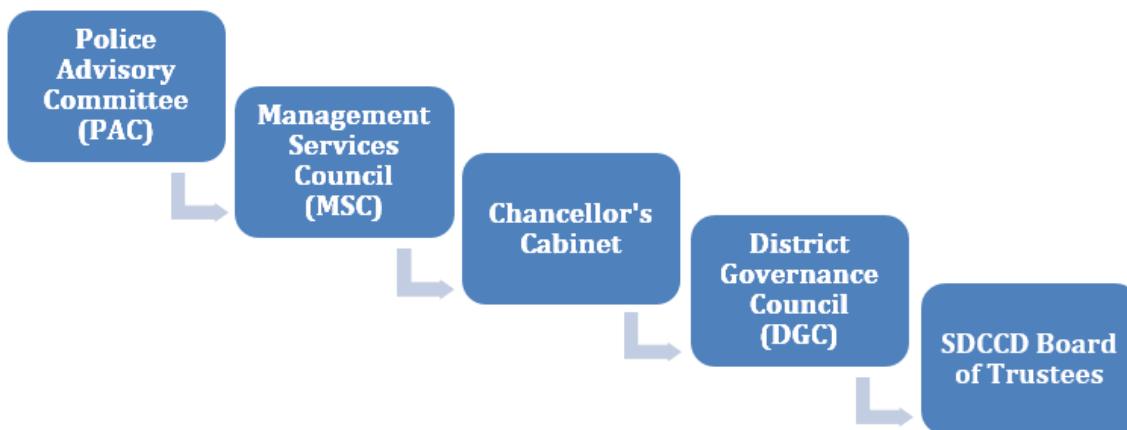 Police
Advisory
Committee
(PAC)
Management
Services
Council
(MSC)
Chancellor's
Cabinet
District
Governance
Council
(DGC)
SDCCD Board
of Trustees